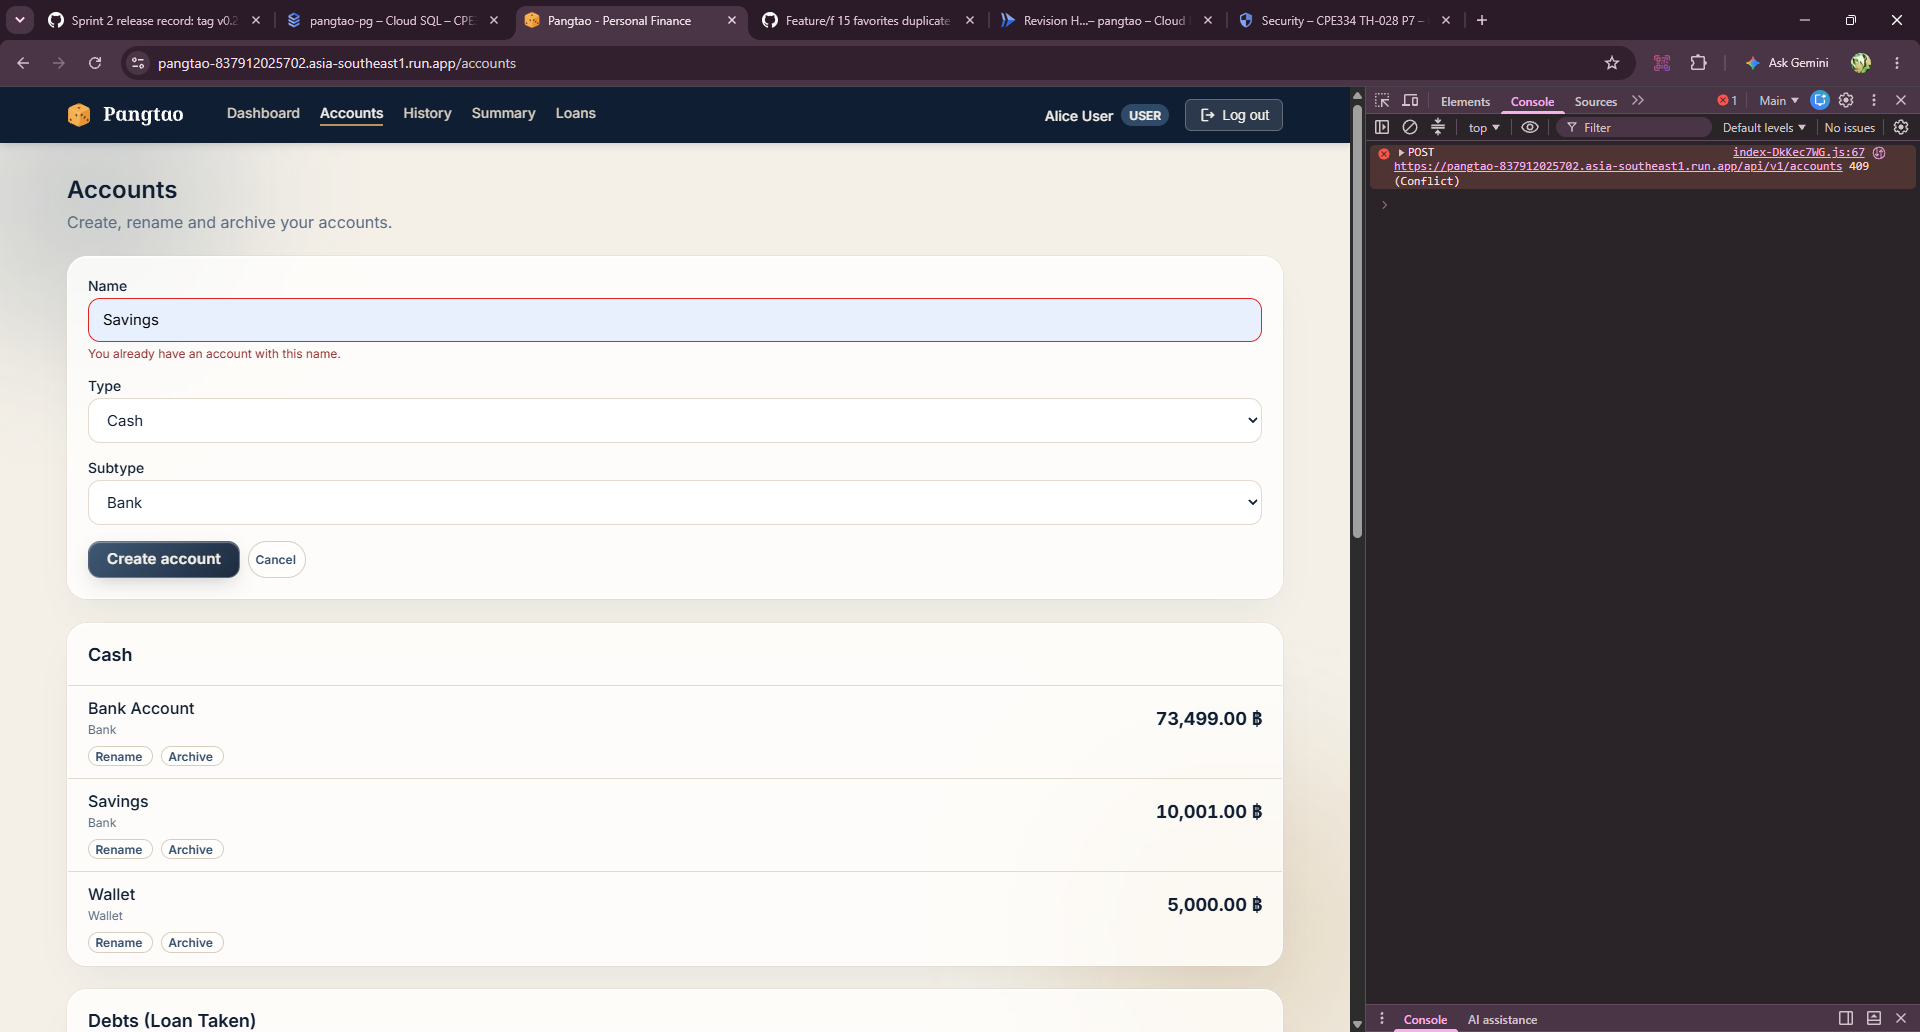 Sprint 2 release record: tag v0.2
pangtao-pg – Cloud SQL – CPE
Pangtao - Personal Finance
Feature/f 15 favorites duplicate
Revision H...– pangtao – Cloud
Security – CPE334 TH-028 P7 –
pangtao-837912025702.asia-southeast1.run.app/accounts
Ask Gemini
Pangtao
Dashboard
Accounts
History
Summary
Loans
Alice User
USER
Log out
Accounts
Create, rename and archive your accounts.
Name
Savings
You already have an account with this name.
Type
Cash
Subtype
Bank
Create account
Cancel
Cash
Bank Account
Bank
73,499.00 ฿
Rename
Archive
Savings
Bank
10,001.00 ฿
Rename
Archive
Wallet
Wallet
5,000.00 ฿
Rename
Archive
Debts (Loan Taken)
Elements
Console
Sources
1
Main
top
Filter
Default levels
No issues
POST
index-DkKec7WG.js:67
https://pangtao-837912025702.asia-southeast1.run.app/api/v1/accounts 409
(Conflict)
Console
AI assistance